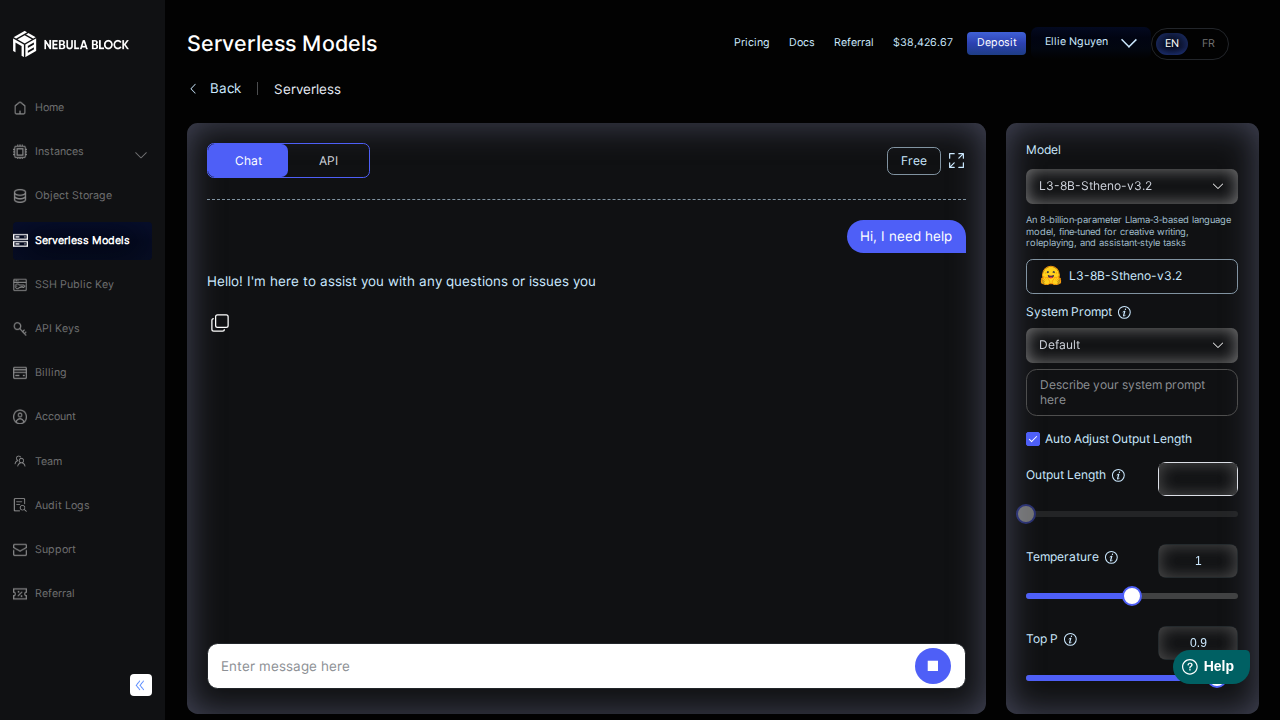 NEBULA BLOCK
Home
Instances
Object Storage
Serverless Models
SSH Public Key
API Keys
Billing
Account
Team
Audit Logs
Support
Referral
Serverless Models
Pricing
Docs
Referral
$38,426.67
Deposit
Ellie Nguyen
EN
FR
Back
Serverless
Chat
API
Free
Hi, I need help
Hello! I'm here to assist you with any questions or issues you
Enter message here
Model
L3-8B-Stheno-v3.2
An 8-billion-parameter Llama-3-based language
model, fine-tuned for creative writing,
roleplaying, and assistant-style tasks
L3-8B-Stheno-v3.2
System Prompt
Default
Describe your system prompt
here
Auto Adjust Output Length
Output Length
Temperature
1
Top P
0.9
Help